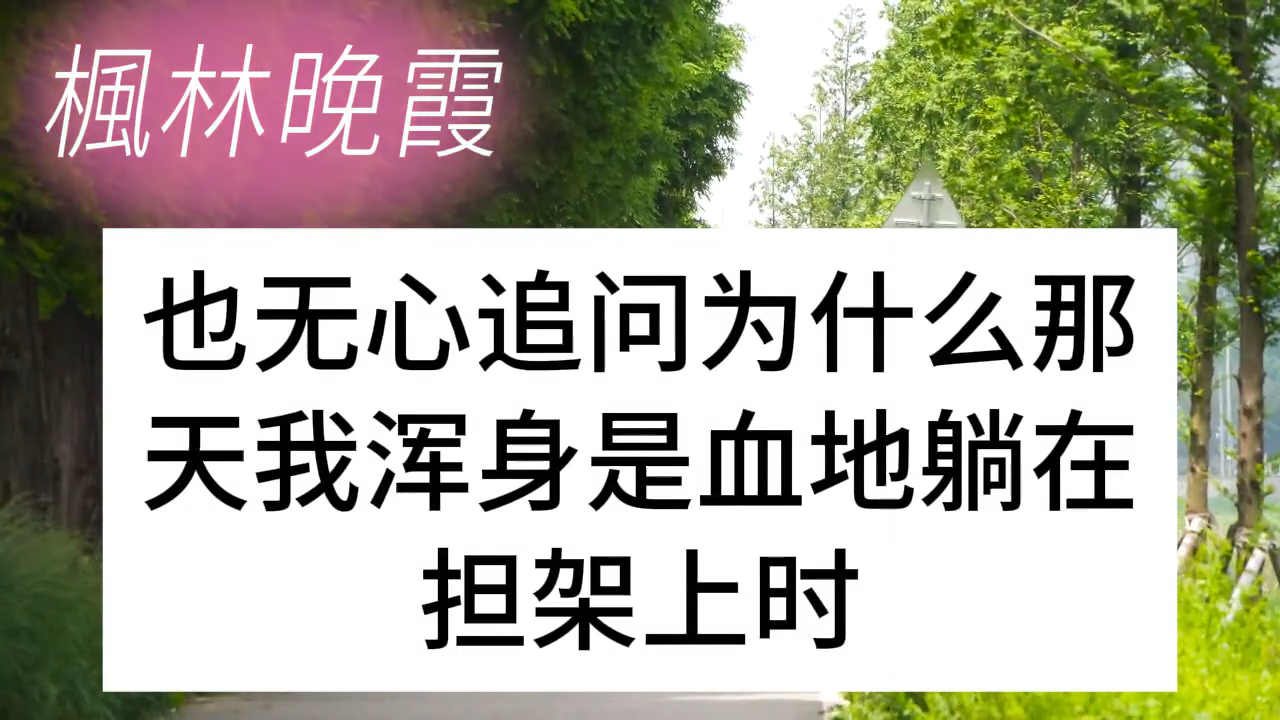 楓林晚霞
也无心追问为什么那
天我浑身是血地躺在
担架上时